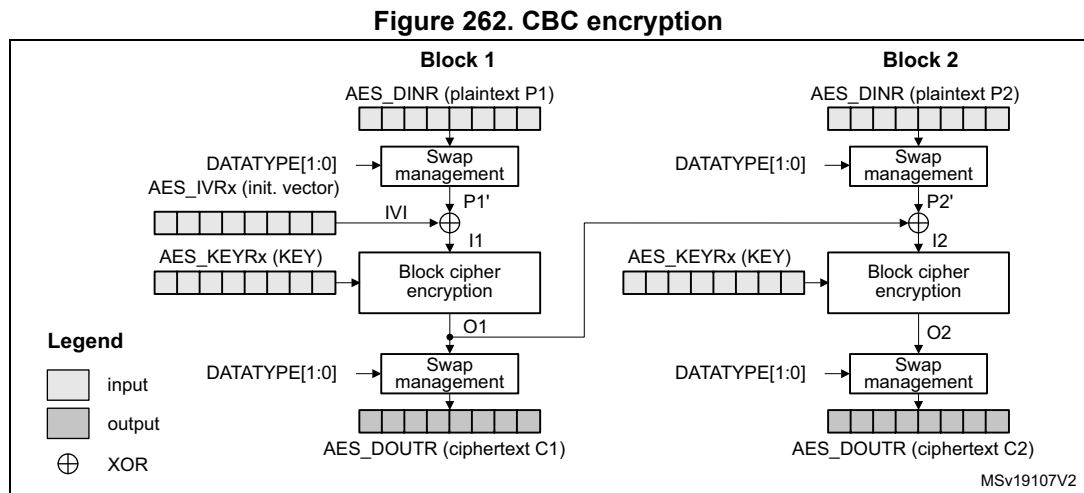 Figure 262. CBC encryption
Block 1
Block 2
AES_DINR (plaintext P1)
AES_DINR (plaintext P2)
DATATYPE[1:0]
Swap
management
DATATYPE[1:0]
Swap
management
AES_IVRx (init. vector)
P1'
P2'
IVI
I1
I2
AES_KEYRx (KEY)
Block cipher
encryption
AES_KEYRx (KEY)
Block cipher
encryption
O1
O2
Legend
input
output
XOR
DATATYPE[1:0]
Swap
management
DATATYPE[1:0]
Swap
management
AES_DOUTR (ciphertext C1)
AES_DOUTR (ciphertext C2)
MSv19107V2